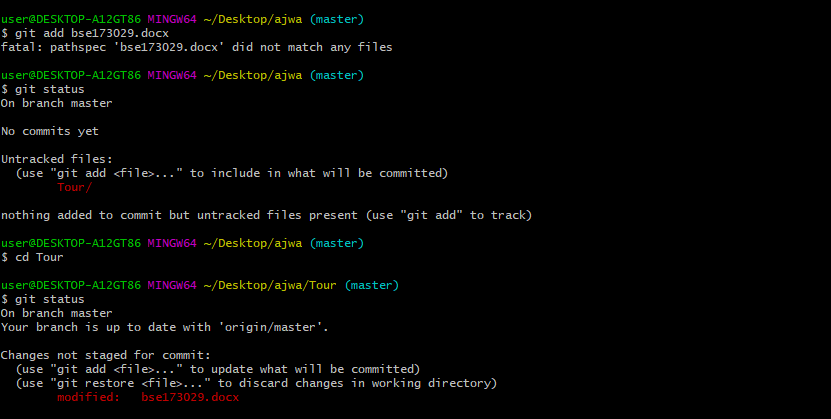 user@DESKTOP-A12GT86 MINGW64 ~/Desktop/ajwa (master)
$ git add bse173029.docx
fatal: pathspec 'bse173029.docx' did not match any files
user@DESKTOP-A12GT86 MINGW64 ~/Desktop/ajwa (master)
$ git status
On branch master
No commits yet
Untracked files:
(use "git add <file>..." to include in what will be committed)
Tour/
nothing added to commit but untracked files present (use "git add" to track)
user@DESKTOP-A12GT86 MINGW64 ~/Desktop/ajwa (master)
$ cd Tour
user@DESKTOP-A12GT86 MINGW64 ~/Desktop/ajwa/Tour (master)
$ git status
On branch master
Your branch is up to date with 'origin/master'.
Changes not staged for commit:
(use "git add <file>..." to update what will be committed)
(use "git restore <file>..." to discard changes in working directory)
modified: bse173029.docx